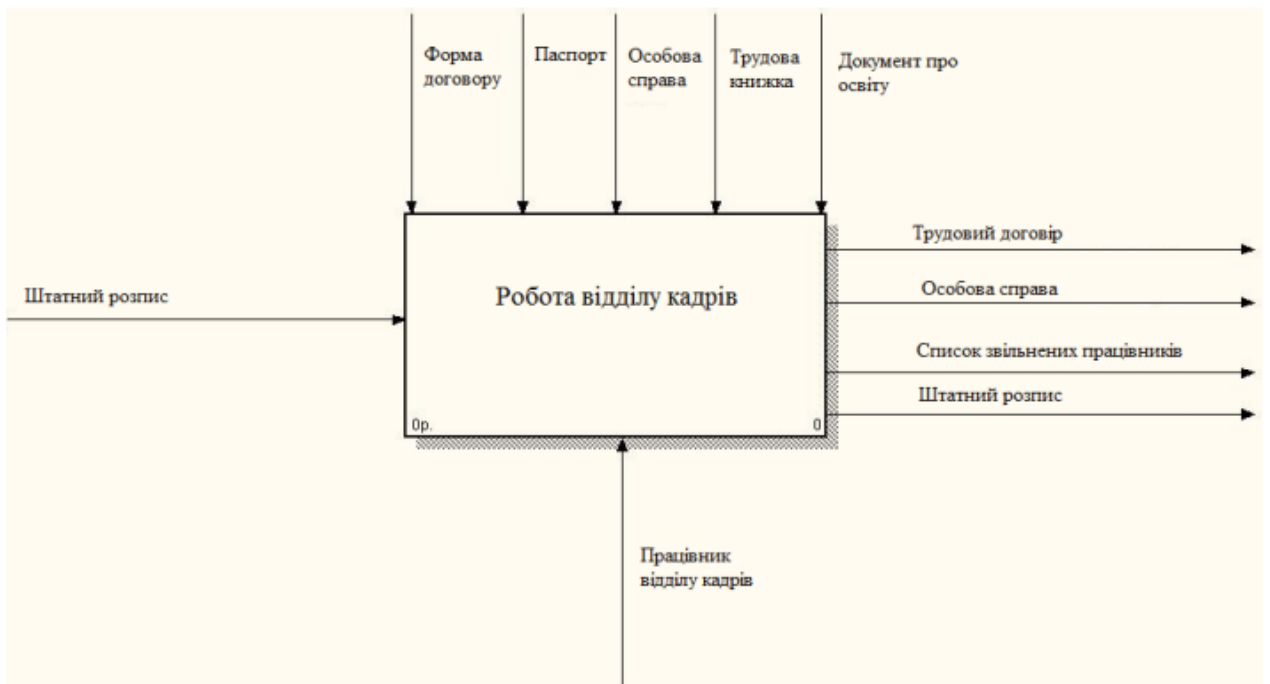 Форма
договору
Паспорт
Особова
справа
Трудова
книжка
Документ про
освіту
Трудовий договір
Штатний розпис
Робота відділу кадрів
Особова справа
Список звільнених працівників
Штатний розпис
0р.
0
Працівник
відділу кадрів